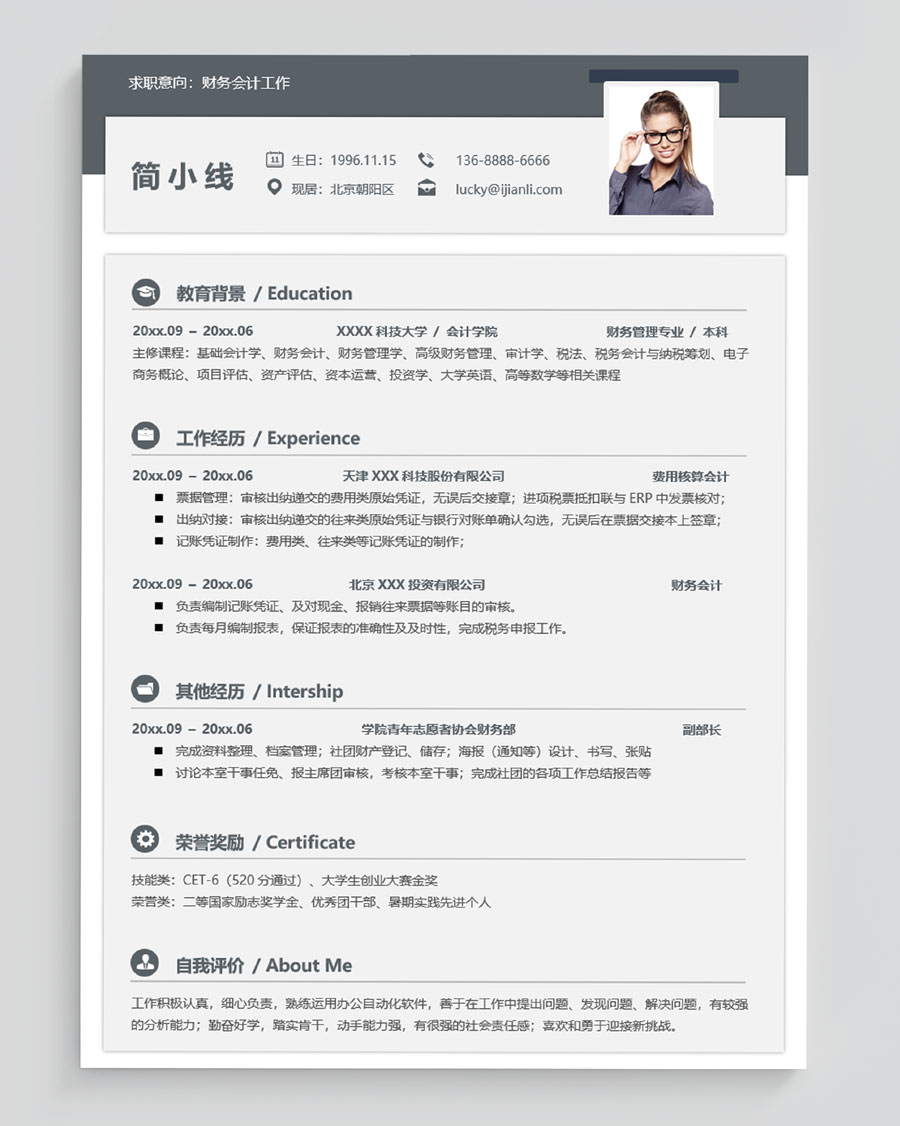 求职意向：财务会计工作
简小线
11 生日：1996.11.15 136-8888-6666
现居：北京朝阳区 lucky@ijianli.com
教育背景 / Education
20xx.09 – 20xx.06 XXXX 科技大学 / 会计学院 财务管理专业 / 本科
主修课程：基础会计学、财务会计、财务管理学、高级财务管理、审计学、税法、税务会计与纳税筹划、电子
商务概论、项目评估、资产评估、资本运营、投资学、大学英语、高等数学等相关课程
工作经历 / Experience
20xx.09 – 20xx.06 天津 XXX 科技股份有限公司 费用核算会计
■ 票据管理：审核出纳递交的费用类原始凭证，无误后交接章；进项税票抵扣联与 ERP 中发票核对；
■ 出纳对接：审核出纳递交的往来类原始凭证与银行对账单确认勾选，无误后在票据交接本上签章；
■ 记账凭证制作：费用类、往来类等记账凭证的制作；
20xx.09 – 20xx.06 北京 XXX 投资有限公司 财务会计
■ 负责编制记账凭证、及对现金、报销往来票据等账目的审核。
■ 负责每月编制报表，保证报表的准确性及及时性，完成税务申报工作。
其他经历 / Intership
20xx.09 – 20xx.06 学院青年志愿者协会财务部 副部长
■ 完成资料整理、档案管理；社团财产登记、储存；海报（通知等）设计、书写、张贴
■ 讨论本室干事任免、报主席团审核，考核本室干事；完成社团的各项工作总结报告等
荣誉奖励 / Certificate
技能类：CET-6（520 分通过）、大学生创业大赛金奖
荣誉类：二等国家励志奖学金、优秀团干部、暑期实践先进个人
自我评价 / About Me
工作积极认真，细心负责，熟练运用办公自动化软件，善于在工作中提出问题、发现问题、解决问题，有较强
的分析能力；勤奋好学，踏实肯干，动手能力强，有很强的社会责任感；喜欢和勇于迎接新挑战。